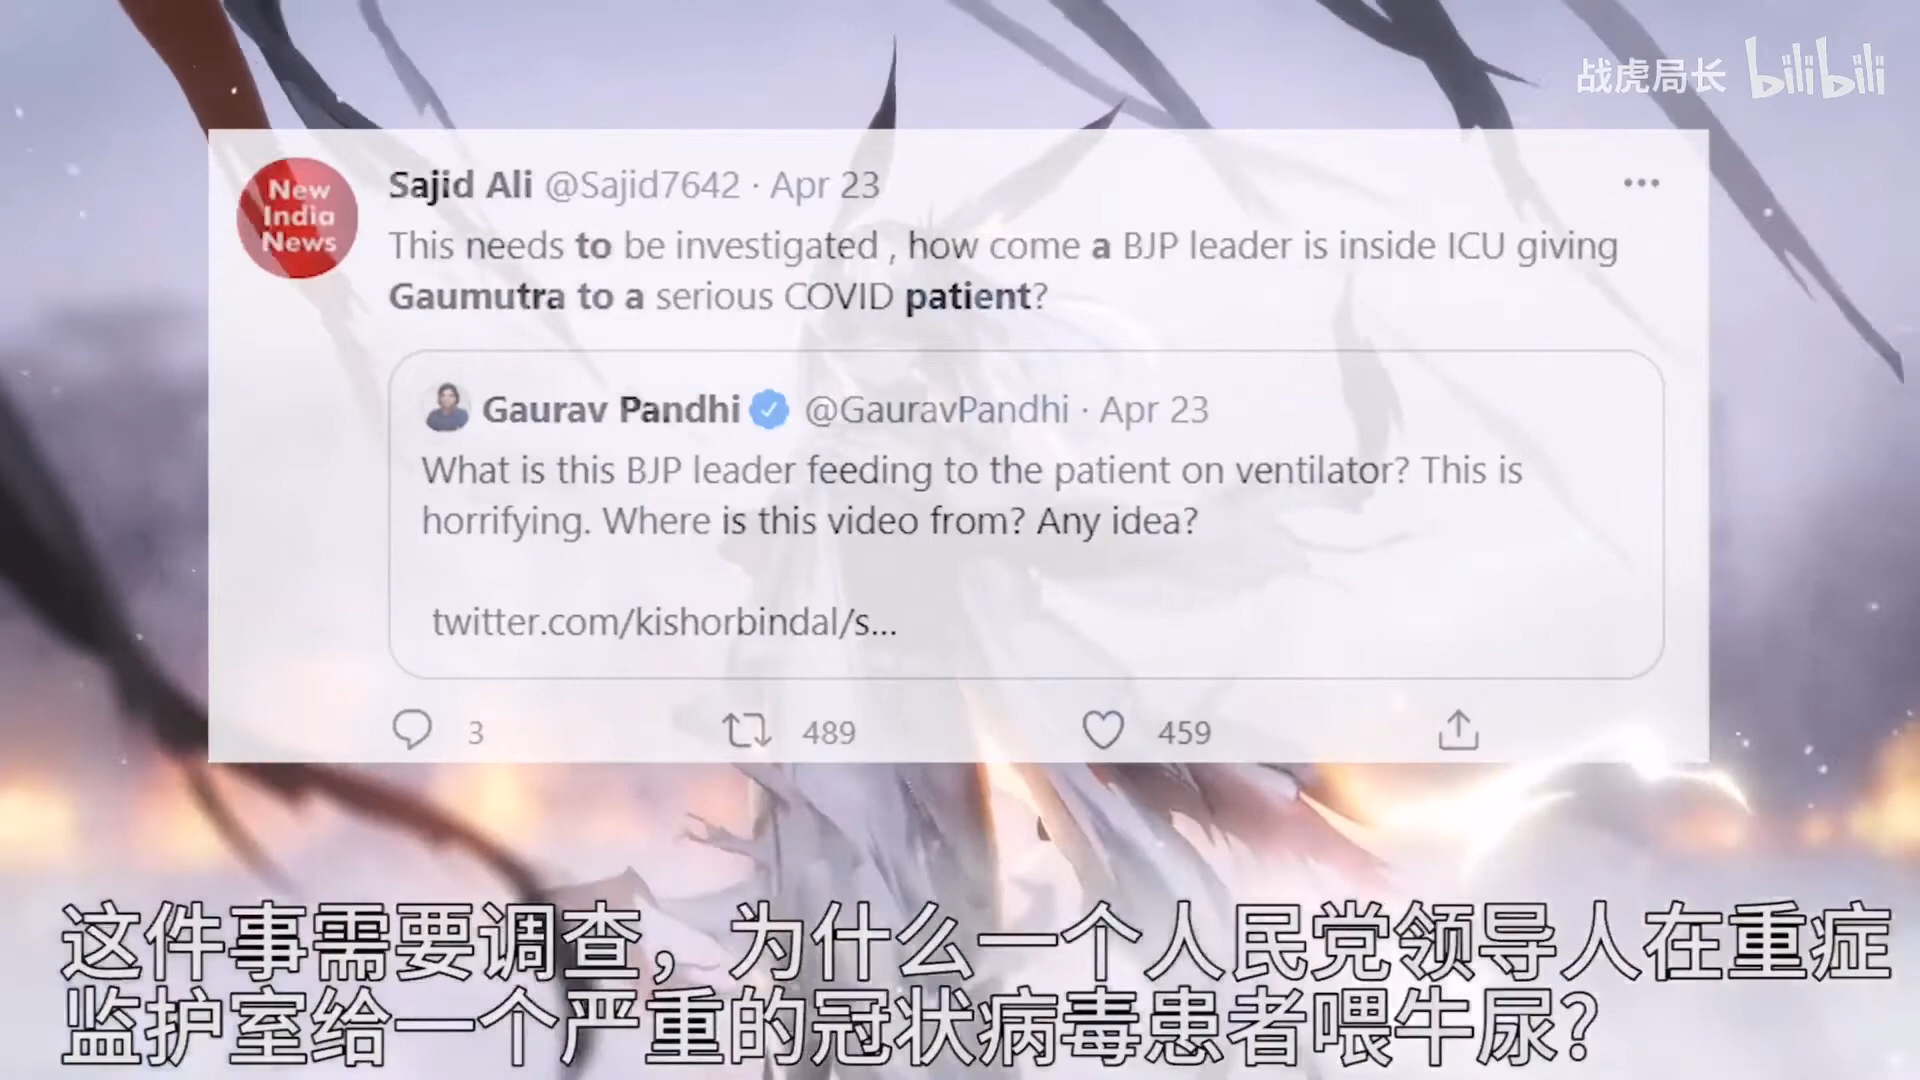 战虎局长 bilibili
New
India
News
Sajid Ali @Sajid7642 · Apr 23
This needs to be investigated , how come a BJP leader is inside ICU giving
Gaumutra to a serious COVID patient?
Gaurav Pandhi @GauravPandhi · Apr 23
What is this BJP leader feeding to the patient on ventilator? This is
horrifying. Where is this video from? Any idea?
twitter.com/kishorbindal/s...
3 489 459
这件事需要调查，为什么一个人民党领导人在重症
监护室给一个严重的冠状病毒患者喂牛尿?